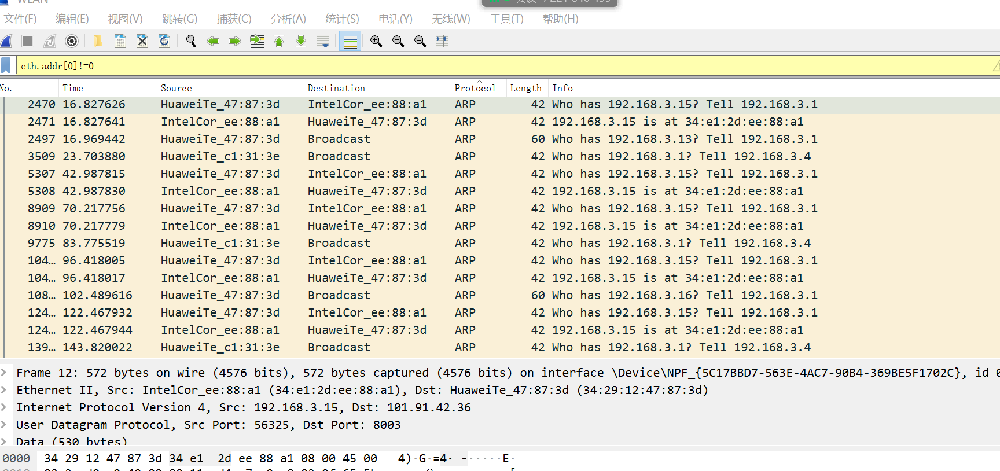 WLAN
文件(F) 编辑(E) 视图(V) 跳转(G) 捕获(C) 分析(A) 统计(S) 电话(Y) 无线(W) 工具(T) 帮助(H)
eth.addr[0]!=0
No. Time Source Destination Protocol Length Info
2470 16.827626 HuaweiTe_47:87:3d IntelCor_ee:88:a1 ARP 42 Who has 192.168.3.15? Tell 192.168.3.1
2471 16.827641 IntelCor_ee:88:a1 HuaweiTe_47:87:3d ARP 42 192.168.3.15 is at 34:e1:2d:ee:88:a1
2497 16.969442 HuaweiTe_47:87:3d Broadcast ARP 60 Who has 192.168.3.13? Tell 192.168.3.1
3509 23.703880 HuaweiTe_c1:31:3e Broadcast ARP 42 Who has 192.168.3.1? Tell 192.168.3.4
5307 42.987815 HuaweiTe_47:87:3d IntelCor_ee:88:a1 ARP 42 Who has 192.168.3.15? Tell 192.168.3.1
5308 42.987830 IntelCor_ee:88:a1 HuaweiTe_47:87:3d ARP 42 192.168.3.15 is at 34:e1:2d:ee:88:a1
8909 70.217756 HuaweiTe_47:87:3d IntelCor_ee:88:a1 ARP 42 Who has 192.168.3.15? Tell 192.168.3.1
8910 70.217779 IntelCor_ee:88:a1 HuaweiTe_47:87:3d ARP 42 192.168.3.15 is at 34:e1:2d:ee:88:a1
9775 83.775519 HuaweiTe_c1:31:3e Broadcast ARP 42 Who has 192.168.3.1? Tell 192.168.3.4
104… 96.418005 HuaweiTe_47:87:3d IntelCor_ee:88:a1 ARP 42 Who has 192.168.3.15? Tell 192.168.3.1
104… 96.418017 IntelCor_ee:88:a1 HuaweiTe_47:87:3d ARP 42 192.168.3.15 is at 34:e1:2d:ee:88:a1
108… 102.489616 HuaweiTe_47:87:3d Broadcast ARP 60 Who has 192.168.3.16? Tell 192.168.3.1
124… 122.467932 HuaweiTe_47:87:3d IntelCor_ee:88:a1 ARP 42 Who has 192.168.3.15? Tell 192.168.3.1
124… 122.467944 IntelCor_ee:88:a1 HuaweiTe_47:87:3d ARP 42 192.168.3.15 is at 34:e1:2d:ee:88:a1
139… 143.820022 HuaweiTe_c1:31:3e Broadcast ARP 42 Who has 192.168.3.1? Tell 192.168.3.4
Frame 12: 572 bytes on wire (4576 bits), 572 bytes captured (4576 bits) on interface \Device\NPF_{5C17BBD7-563E-4AC7-90B4-369BE5F1702C}, id 0
Ethernet II, Src: IntelCor_ee:88:a1 (34:e1:2d:ee:88:a1), Dst: HuaweiTe_47:87:3d (34:29:12:47:87:3d)
Internet Protocol Version 4, Src: 192.168.3.15, Dst: 101.91.42.36
User Datagram Protocol, Src Port: 56325, Dst Port: 8003
Data (530 bytes)
0000 34 29 12 47 87 3d 34 e1 2d ee 88 a1 08 00 45 00 4)·G·=4· -·····E·